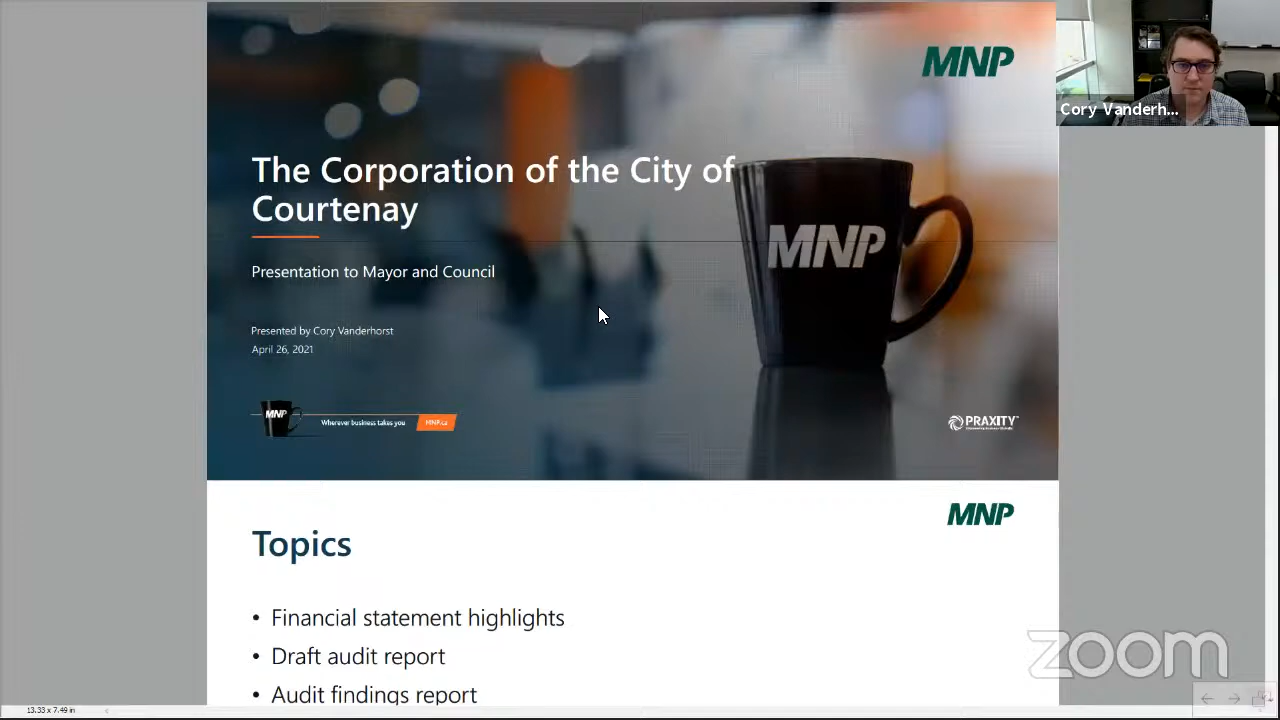 MNP
Cory Vanderh...
The Corporation of the City of
Courtenay
MNP
Presentation to Mayor and Council
Presented by Cory Vanderhorst
April 26, 2021
MNP
Wherever business takes you
MNP.ca
PRAXITY
MNP
Topics
• Financial statement highlights
• Draft audit report
• Audit findings report
zoom
13.33 x 7.49 in